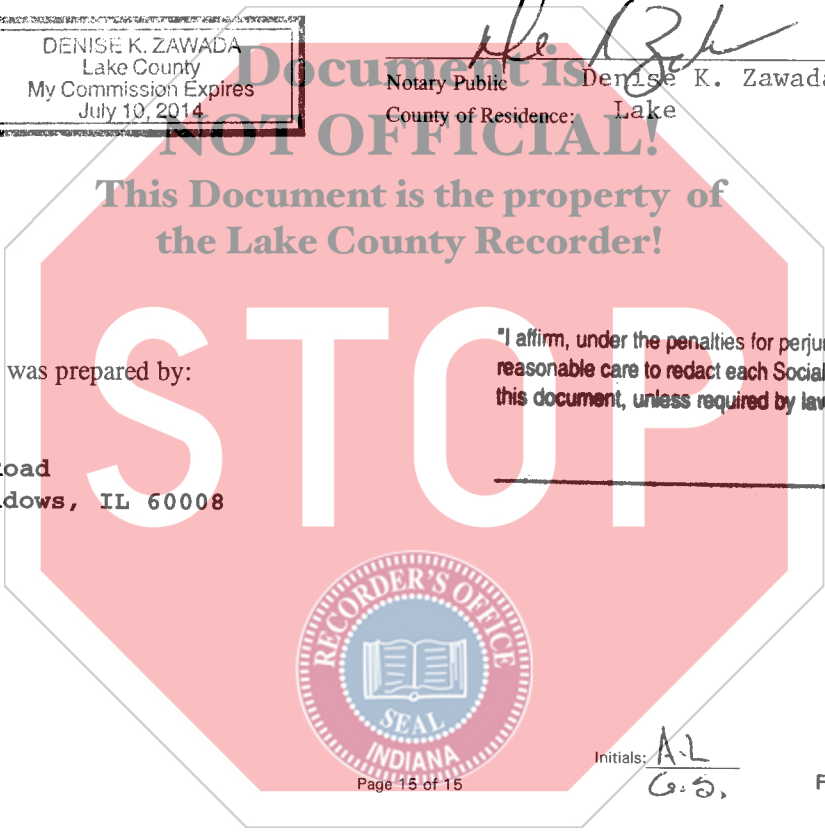 DENISE K. ZAWADA
Lake County
My Commission Expires
July 10, 2014
Notary Public Denise K. Zawada
County of Residence: Lake
Document is
NOT OFFICIAL!
This Document is the property of
the Lake County Recorder!
STOP
was prepared by:
"I affirm, under the penalties for perju
reasonable care to redact each Social
this document, unless required by law
oad
dows, IL 60008
RECORDER'S OFFICE
SEAL
INDIANA
Initials: A.L
G.S.
Page 15 of 15
F